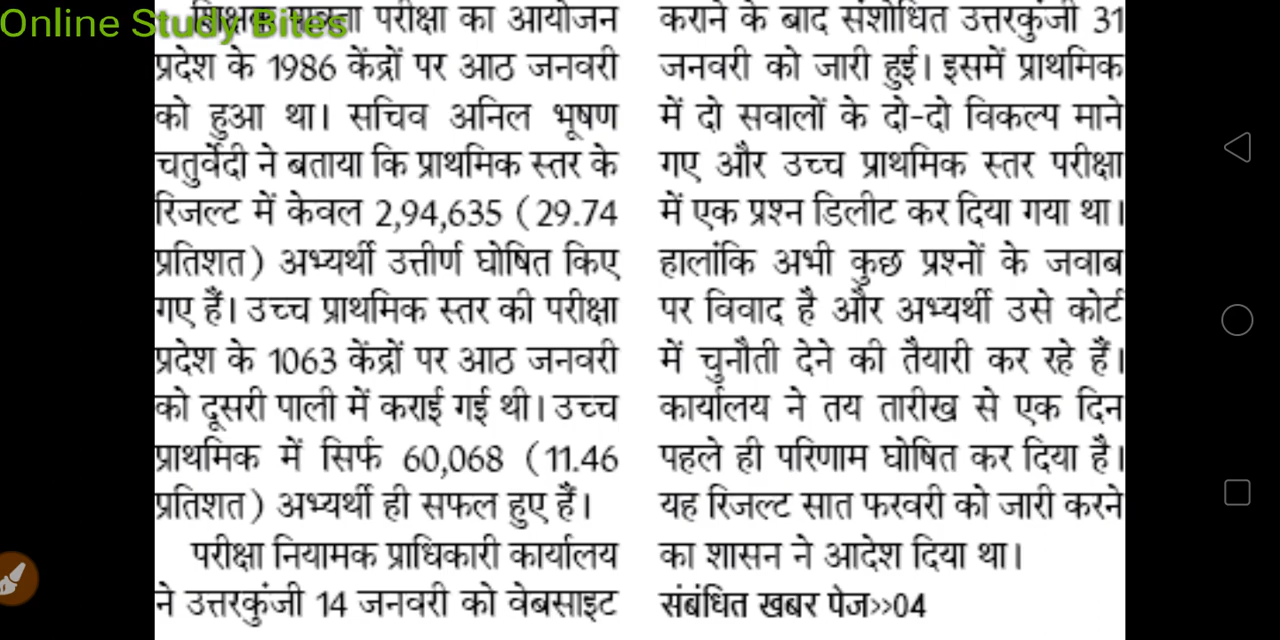 Online Study Bites
परीक्षा का आयोजन
प्रदेश के 1986 केंद्रों पर आठ जनवरी
को हुआ था। सचिव अनिल भूषण
चतुर्वेदी ने बताया कि प्राथमिक स्तर के
रिजल्ट में केवल 2,94,635 (29.74
प्रतिशत) अभ्यर्थी उत्तीर्ण घोषित किए
गए हैं। उच्च प्राथमिक स्तर की परीक्षा
प्रदेश के 1063 केंद्रों पर आठ जनवरी
को दूसरी पाली में कराई गई थी। उच्च
प्राथमिक में सिर्फ 60,068 (11.46
प्रतिशत) अभ्यर्थी ही सफल हुए हैं।
परीक्षा नियामक प्राधिकारी कार्यालय
ने उत्तरकुंजी 14 जनवरी को वेबसाइट
कराने के बाद संशोधित उत्तरकुंजी 31
जनवरी को जारी हुई। इसमें प्राथमिक
में दो सवालों के दो-दो विकल्प माने
गए और उच्च प्राथमिक स्तर परीक्षा
में एक प्रश्न डिलीट कर दिया गया था।
हालांकि अभी कुछ प्रश्नों के जवाब
पर विवाद है और अभ्यर्थी उसे कोर्ट
में चुनौती देने की तैयारी कर रहे हैं।
कार्यालय ने तय तारीख से एक दिन
पहले ही परिणाम घोषित कर दिया है।
यह रिजल्ट सात फरवरी को जारी करने
का शासन ने आदेश दिया था।
संबंधित खबर पेज>>04